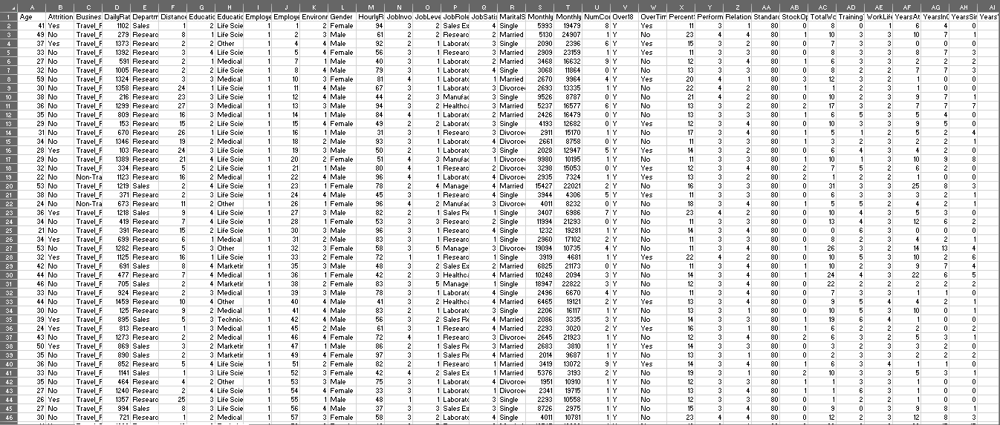 A B C D E F G H I J K L M N O P Q R S T U V W X Y Z AA AB AC AD AE AF AG AH AI
1 Age Attrition Busines DailyRat Departm Distance Educatio Educatio Employe Employe Environm Gender HourlyR JobInvo JobLeve JobRole JobSatis MaritalS Monthly Monthly NumCor Over18 OverTim Percent Perform Relation Standar StockOp TotalWo Training WorkLife YearsAt YearsInC YearsSir Years
2 41 Yes Travel_F 1102 Sales 1 2 Life Scie 1 1 2 Female 94 3 2 Sales Ex 4 Single 5993 19479 8 Y Yes 11 3 1 80 0 8 0 1 6 4 0
3 49 No Travel_F 279 Researc 8 1 Life Scie 1 2 3 Male 61 2 2 Researc 2 Married 5130 24907 1 Y No 23 4 4 80 1 10 3 3 10 7 1
4 37 Yes Travel_F 1373 Researc 2 2 Other 1 4 4 Male 92 2 1 Laborato 3 Single 2090 2396 6 Y Yes 15 3 2 80 0 7 3 3 0 0 0
5 33 No Travel_F 1392 Researc 3 4 Life Scie 1 5 4 Female 56 3 1 Researc 3 Married 2909 23159 1 Y Yes 11 3 3 80 0 8 3 3 8 7 3
6 27 No Travel_F 591 Researc 2 1 Medical 1 7 1 Male 40 3 1 Laborato 2 Married 3468 16632 9 Y No 12 3 4 80 1 6 3 3 2 2 2
7 32 No Travel_F 1005 Researc 2 2 Life Scie 1 8 4 Male 79 3 1 Laborato 4 Single 3068 11864 0 Y No 13 3 3 80 0 8 2 2 7 7 3
8 59 No Travel_F 1324 Researc 3 3 Medical 1 10 3 Female 81 4 1 Laborato 1 Married 2670 9964 4 Y Yes 20 4 1 80 3 12 3 2 1 0 0
9 30 No Travel_F 1358 Researc 24 1 Life Scie 1 11 4 Male 67 3 1 Laborato 3 Divorced 2693 13335 1 Y No 22 4 2 80 1 1 2 3 1 0 0
10 38 No Travel_F 216 Researc 23 3 Life Scie 1 12 4 Male 44 2 3 Manufac 3 Single 9526 8787 0 Y No 21 4 2 80 0 10 2 3 9 7 1
11 36 No Travel_F 1299 Researc 27 3 Medical 1 13 3 Male 94 3 2 Healthca 3 Married 5237 16577 6 Y No 13 3 2 80 2 17 3 2 7 7 7
12 35 No Travel_F 809 Researc 16 3 Medical 1 14 1 Male 84 4 1 Laborato 2 Married 2426 16479 0 Y No 13 3 3 80 1 6 5 3 5 4 0
13 29 No Travel_F 153 Researc 15 2 Life Scie 1 15 4 Female 49 2 2 Laborato 3 Single 4193 12682 0 Y Yes 12 3 4 80 0 10 3 3 9 5 0
14 31 No Travel_F 670 Researc 26 1 Life Scie 1 16 1 Male 31 3 1 Researc 3 Divorced 2911 15170 1 Y No 17 3 4 80 1 5 1 2 5 2 4
15 34 No Travel_F 1346 Researc 19 2 Medical 1 18 2 Male 93 3 1 Laborato 4 Divorced 2661 8758 0 Y No 11 3 3 80 1 3 2 3 2 2 1
16 28 Yes Travel_F 103 Researc 24 3 Life Scie 1 19 3 Male 50 2 1 Laborato 3 Single 2028 12947 5 Y Yes 14 3 2 80 0 6 4 3 4 2 0
17 29 No Travel_F 1389 Researc 21 4 Life Scie 1 20 2 Female 51 4 3 Manufac 1 Divorced 9980 10195 1 Y No 11 3 3 80 1 10 1 3 10 9 8
18 32 No Travel_F 334 Researc 5 2 Life Scie 1 21 1 Male 80 4 1 Researc 2 Divorced 3298 15053 0 Y Yes 12 3 4 80 2 7 5 2 6 2 0
19 22 No Non-Tra 1123 Researc 16 2 Medical 1 22 4 Male 96 4 1 Laborato 4 Divorced 2935 7324 1 Y Yes 13 3 2 80 2 1 2 2 1 0 0
20 53 No Travel_F 1219 Sales 2 4 Life Scie 1 23 1 Female 78 2 4 Manage 4 Married 15427 22021 2 Y No 16 3 3 80 0 31 3 3 25 8 3
21 38 No Travel_F 371 Researc 2 3 Life Scie 1 24 4 Male 45 3 1 Researc 4 Single 3944 4306 5 Y Yes 11 3 3 80 0 6 3 3 3 2 1
22 24 No Non-Tra 673 Researc 11 2 Other 1 26 1 Female 96 4 2 Manufac 3 Divorced 4011 8232 0 Y No 18 3 4 80 1 5 5 2 4 2 1
23 36 Yes Travel_F 1218 Sales 9 4 Life Scie 1 27 3 Male 82 2 1 Sales Re 1 Single 3407 6986 7 Y No 23 4 2 80 0 10 4 3 5 3 0
24 34 No Travel_F 419 Researc 7 4 Life Scie 1 28 1 Female 53 3 3 Researc 2 Single 11994 21293 0 Y No 11 3 3 80 0 13 4 3 12 6 2
25 21 No Travel_F 391 Researc 15 2 Life Scie 1 30 3 Male 96 3 1 Researc 4 Single 1232 19281 1 Y No 14 3 4 80 0 0 6 3 0 0 0
26 34 Yes Travel_F 699 Researc 6 1 Medical 1 31 2 Male 83 3 1 Researc 1 Single 2960 17102 2 Y No 11 3 3 80 0 8 2 3 4 2 1
27 53 No Travel_F 1282 Researc 5 3 Other 1 32 3 Female 58 3 5 Manage 3 Divorced 19094 10735 4 Y No 11 3 4 80 1 26 3 2 14 13 4
28 32 Yes Travel_F 1125 Researc 16 1 Life Scie 1 33 2 Female 72 1 1 Researc 1 Single 3919 4681 1 Y Yes 22 4 2 80 0 10 5 3 10 2 6
29 42 No Travel_F 691 Sales 8 4 Marketir 1 35 3 Male 48 3 2 Sales Ex 2 Married 6825 21173 0 Y No 11 3 4 80 1 10 2 3 9 7 4
30 44 No Travel_F 477 Researc 7 4 Medical 1 36 1 Female 42 2 3 Healthca 4 Married 10248 2094 3 Y No 14 3 4 80 1 24 4 3 22 6 5
31 46 No Travel_F 705 Sales 2 4 Marketir 1 38 2 Female 83 3 5 Manage 1 Single 18947 22822 3 Y No 12 3 4 80 0 22 2 2 2 2 2
32 33 No Travel_F 924 Researc 2 3 Medical 1 39 3 Male 78 3 1 Laborato 4 Single 2496 6670 4 Y No 11 3 4 80 0 7 3 3 1 1 0
33 44 No Travel_F 1459 Researc 10 4 Other 1 40 4 Male 41 3 2 Healthca 4 Married 6465 19121 2 Y Yes 13 3 4 80 0 9 5 4 4 2 1
34 30 No Travel_F 125 Researc 9 2 Medical 1 41 4 Male 83 2 1 Laborato 3 Single 2206 16117 1 Y No 13 3 1 80 0 10 5 3 10 0 1
35 39 Yes Travel_F 895 Sales 5 3 Technic 1 42 4 Male 56 3 2 Sales Re 4 Married 2086 3335 3 Y No 14 3 3 80 1 19 6 4 1 0 0
36 24 Yes Travel_F 813 Researc 1 3 Medical 1 45 2 Male 61 3 1 Researc 4 Married 2293 3020 2 Y Yes 16 3 1 80 1 6 2 2 2 0 2
37 43 No Travel_F 1273 Researc 2 2 Medical 1 46 4 Female 72 4 1 Researc 3 Divorced 2645 21923 1 Y No 12 3 4 80 2 6 3 2 5 3 1
38 50 Yes Travel_F 869 Sales 3 2 Marketir 1 47 1 Male 86 2 1 Sales Re 3 Married 2683 3810 1 Y Yes 14 3 3 80 0 3 2 3 3 2 0
39 35 No Travel_F 890 Sales 2 3 Marketir 1 49 4 Female 97 3 1 Sales Re 4 Married 2014 9687 1 Y No 13 3 1 80 0 2 3 3 2 2 2
40 36 No Travel_F 852 Researc 5 4 Life Scie 1 51 2 Female 82 2 1 Researc 1 Married 3419 13072 9 Y Yes 14 3 4 80 1 6 3 4 1 1 0
41 33 No Travel_F 1141 Sales 1 3 Life Scie 1 52 3 Female 42 4 2 Sales Ex 1 Married 5376 3193 2 Y No 19 3 1 80 2 10 3 3 5 3 1
42 35 No Travel_F 464 Researc 4 2 Other 1 53 3 Male 75 3 1 Laborato 4 Divorced 1951 10910 1 Y No 12 3 3 80 1 1 3 3 1 0 0
43 27 No Travel_F 1240 Researc 2 4 Life Scie 1 54 4 Female 33 3 1 Laborato 1 Divorced 2341 19715 1 Y No 13 3 4 80 1 1 6 3 1 0 0
44 26 Yes Travel_F 1357 Researc 25 3 Life Scie 1 55 1 Male 48 1 1 Laborato 3 Single 2293 10558 1 Y No 12 3 3 80 0 1 2 2 1 0 0
45 27 No Travel_F 994 Sales 8 3 Life Scie 1 56 4 Male 37 3 3 Sales Ex 3 Single 8726 2975 1 Y No 15 3 4 80 0 9 0 3 9 8 1
46 30 No Travel_F 721 Researc 1 2 Medical 1 57 3 Female 58 3 2 Laborato 4 Single 4011 10781 1 Y No 23 4 4 80 0 12 2 3 12 8 3